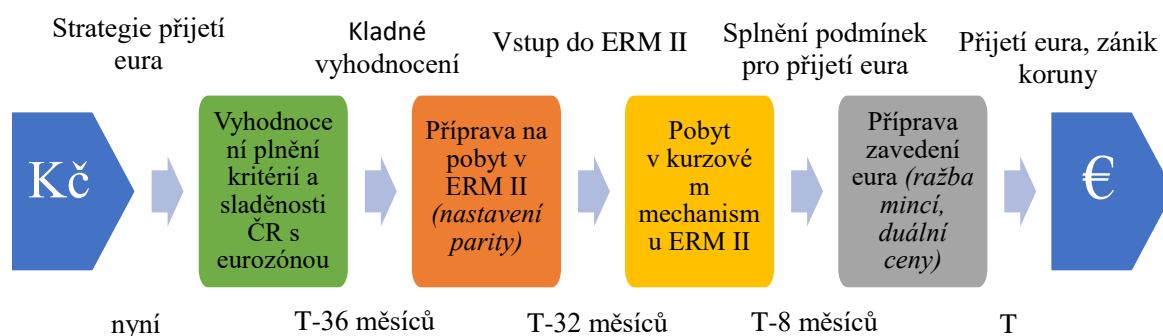 Strategie přijetí
eura
Kladné
vyhodnocení
Vstup do ERM II
Splnění podmínek
pro přijetí eura
Přijetí eura, zánik
koruny
Kč
Vyhodnoce
ení plnění
kritérií a
sladěnosti
ČR s
eurozónou
Příprava na
pobyt v
ERM II
(nastavení
parity)
Pobyt
v kurzové
m
mechanism
u ERM II
Příprava
zavedení
eura (ražba
mincí,
duální
ceny)
€
nyní
T-36 měsíců
T-32 měsíců
T-8 měsíců
T